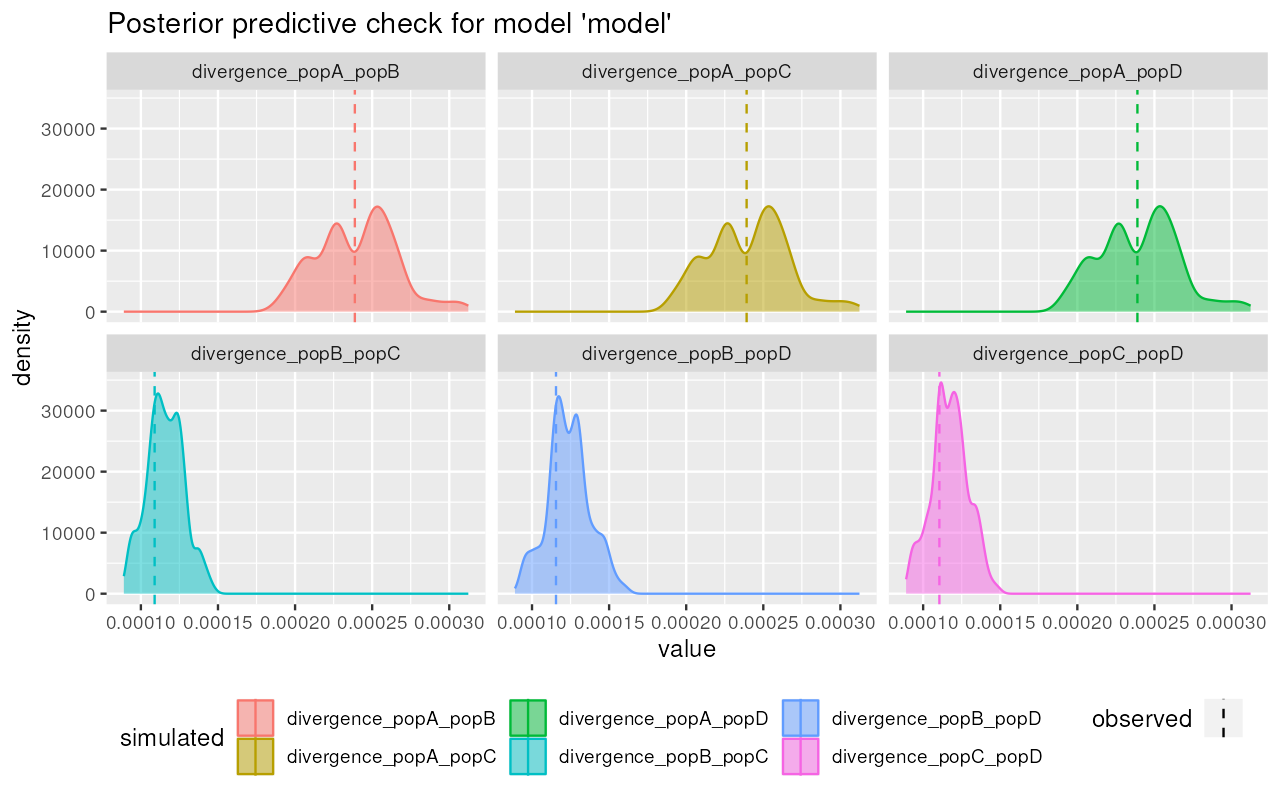 Posterior predictive check for model 'model'
divergence_popA_popB divergence_popA_popC divergence_popA_popD
30000
20000
10000
0
density
divergence_popB_popC divergence_popB_popD divergence_popC_popD
30000
20000
10000
0
0.00010 0.00015 0.00020 0.00025 0.00030 0.00010 0.00015 0.00020 0.00025 0.00030 0.00010 0.00015 0.00020 0.00025 0.00030
value
simulated
divergence_popA_popB divergence_popA_popD divergence_popB_popD
divergence_popA_popC divergence_popB_popC divergence_popC_popD
observed